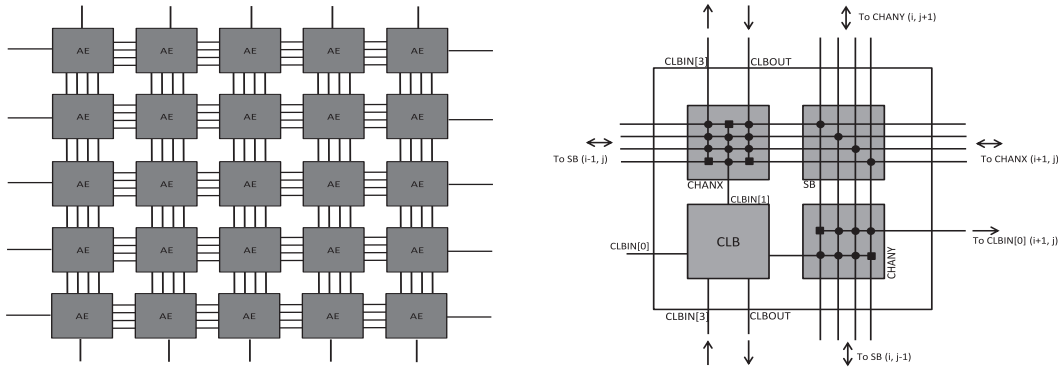 AE AE AE AE AE
AE AE AE AE AE
AE AE AE AE AE
AE AE AE AE AE
AE AE AE AE AE
To CHANY (i, j+1)
CLBIN[3]
CLBOUT
To SB (i-1, j)
To CHANX (i+1, j)
CHANX
SB
CLBIN[1]
CLBIN[0]
CLB
To CLBIN[0] (i+1, j)
CHANY
CLBIN[3]
CLBOUT
To SB (i, j-1)